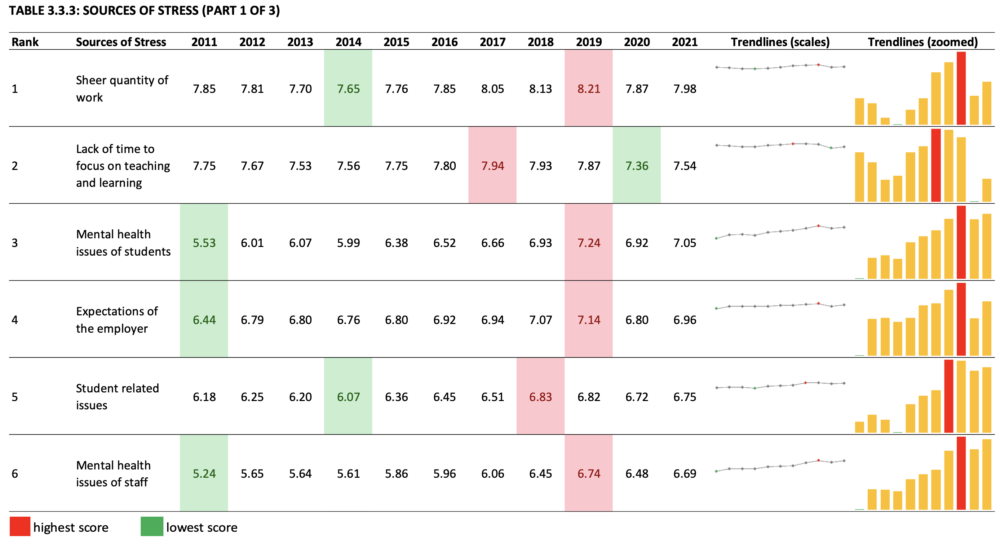 TABLE 3.3.3: SOURCES OF STRESS (PART 1 OF 3)
Rank Sources of Stress 2011 2012 2013 2014 2015 2016 2017 2018 2019 2020 2021 Trendlines (scales) Trendlines (zoomed)
1 Sheer quantity of
work 7.85 7.81 7.70 7.65 7.76 7.85 8.05 8.13 8.21 7.87 7.98
2 Lack of time to
focus on teaching
and learning 7.75 7.67 7.53 7.56 7.75 7.80 7.94 7.93 7.87 7.36 7.54
3 Mental health
issues of students 5.53 6.01 6.07 5.99 6.38 6.52 6.66 6.93 7.24 6.92 7.05
4 Expectations of
the employer 6.44 6.79 6.80 6.76 6.80 6.92 6.94 7.07 7.14 6.80 6.96
5 Student related
issues 6.18 6.25 6.20 6.07 6.36 6.45 6.51 6.83 6.82 6.72 6.75
6 Mental health
issues of staff 5.24 5.65 5.64 5.61 5.86 5.96 6.06 6.45 6.74 6.48 6.69
highest score lowest score